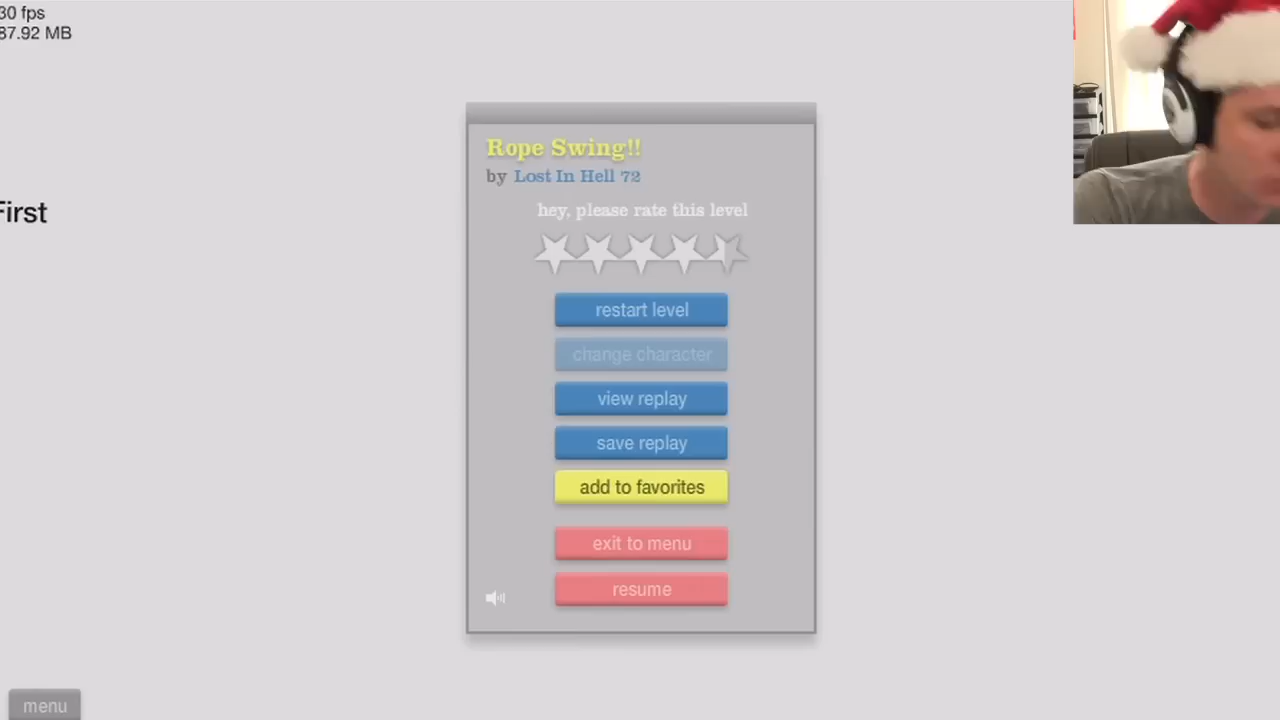 30 fps
87.92 MB
First
Rope Swing!!
by Lost In Hell 72
hey, please rate this level
restart level
change character
view replay
save replay
add to favorites
exit to menu
resume
menu